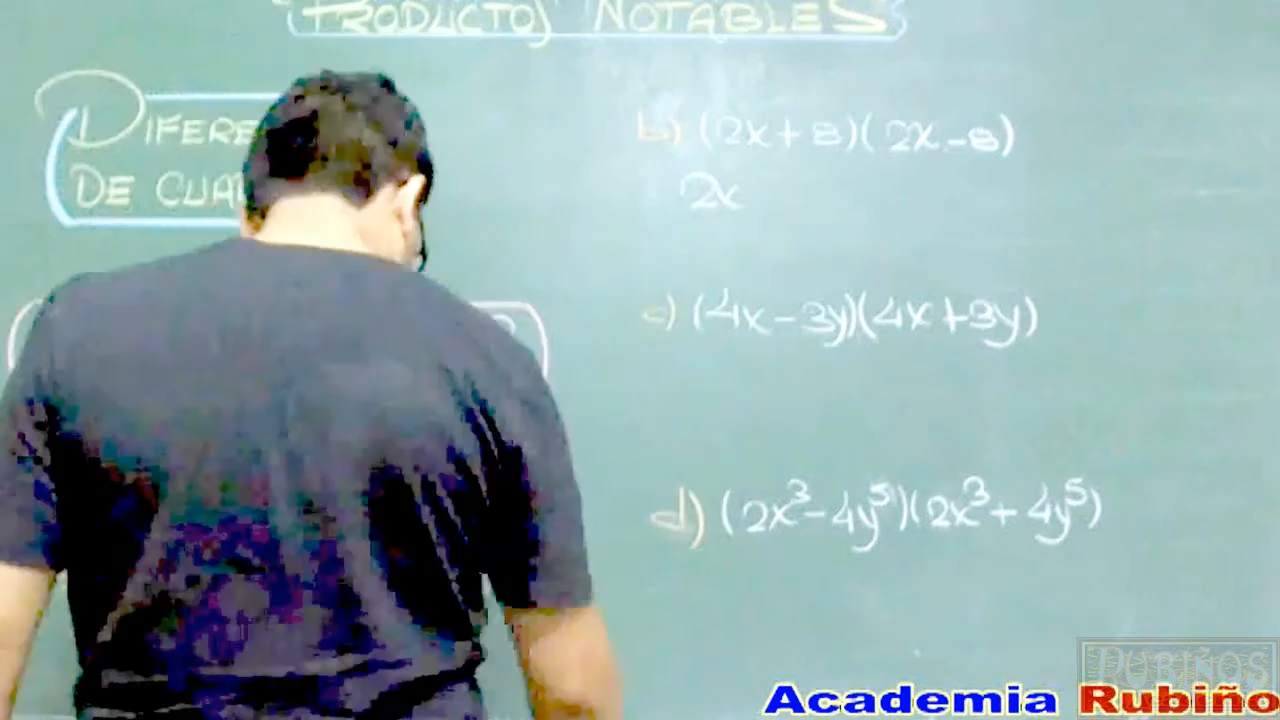 PRODUCTOS NOTABLES
DIFERE
DE CUA
b) (2x+8)(2x-8)
2x
c) (4x-3y)(4x+3y)
d) (2x³-4y⁵)(2x³+4y⁵)
RUBIÑOS
Academia Rubiño